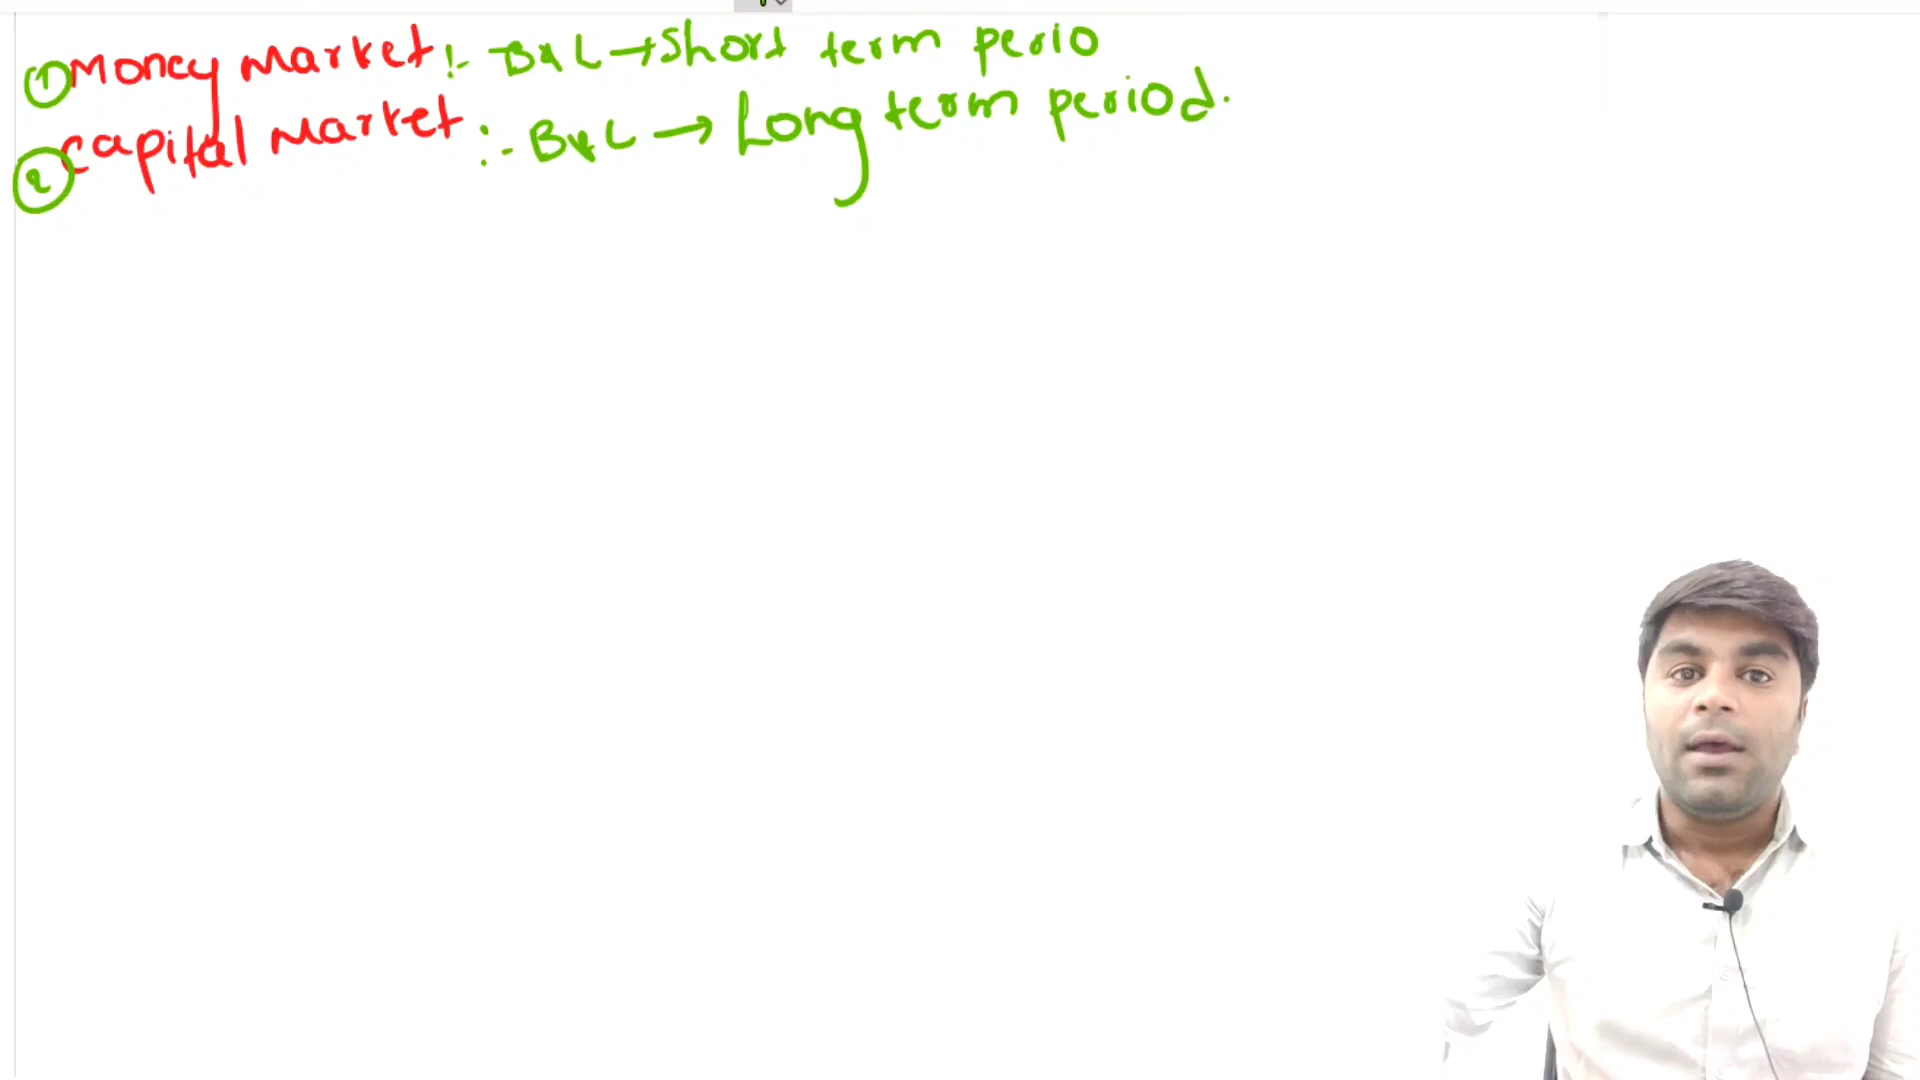 ① Money Market :- B & L → Short term perio
② Capital Market :- B & L → Long term period.